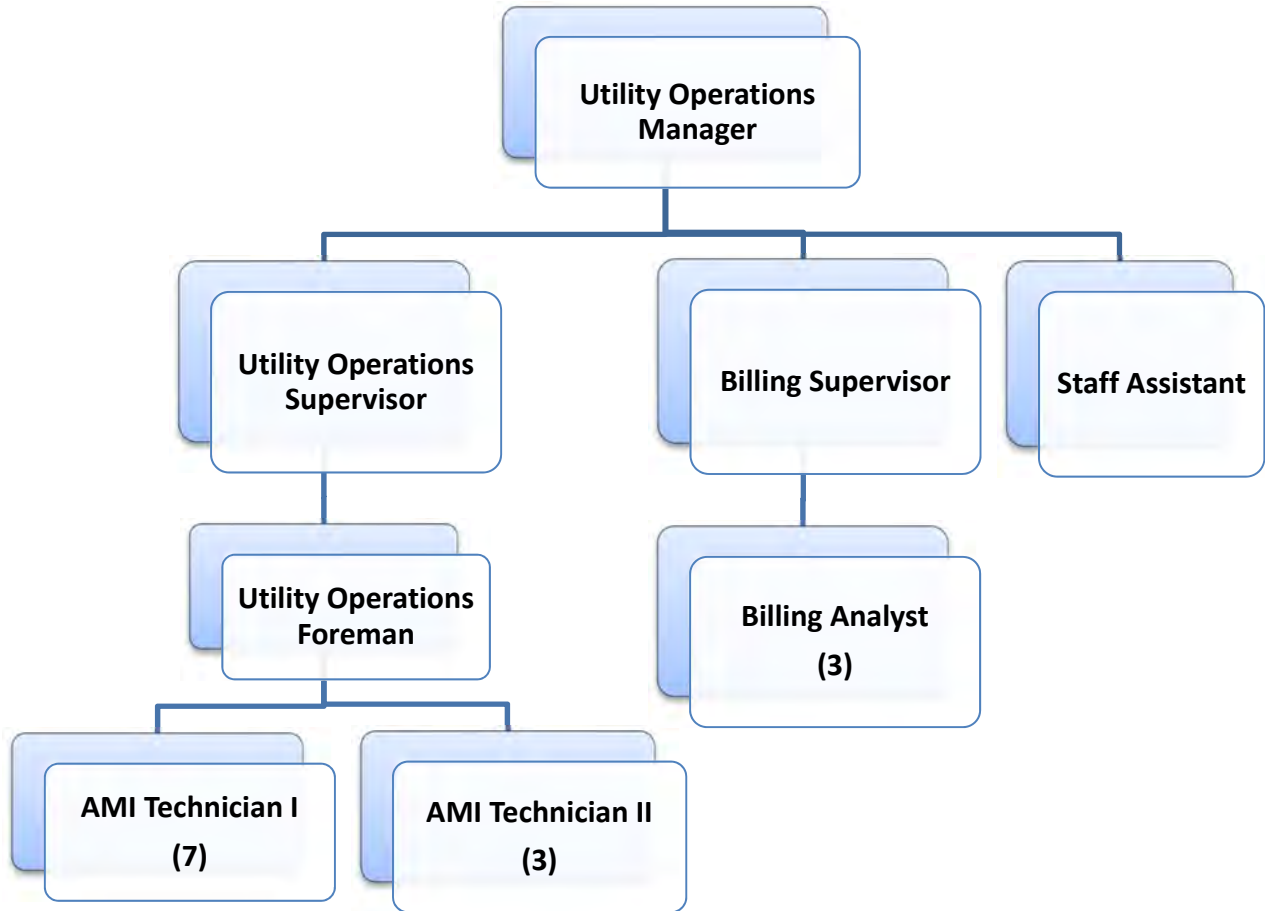 Utility Operations
Manager
Utility Operations
Supervisor
Billing Supervisor
Staff Assistant
Utility Operations
Foreman
Billing Analyst
(3)
AMI Technician I
(7)
AMI Technician II
(3)